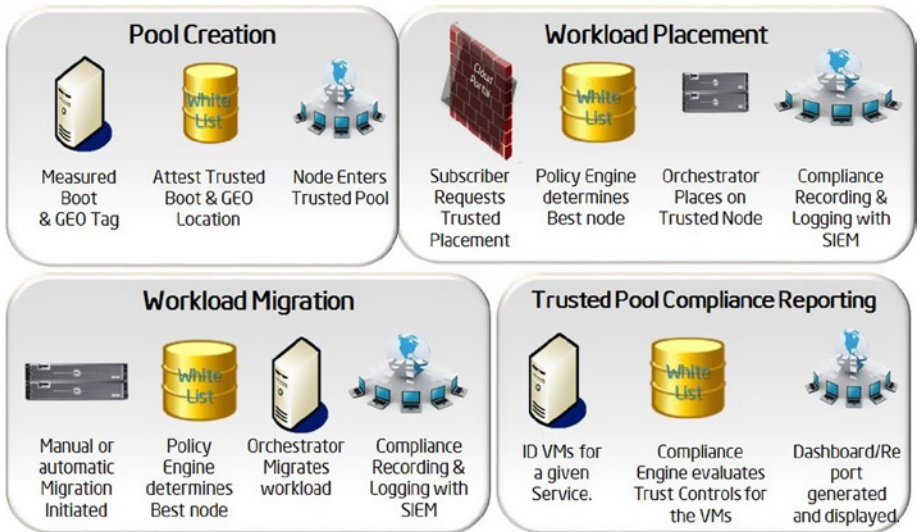 Pool Creation
White
List
Measured
Boot
& GEO Tag
Attest Trusted
Boot & GEO
Location
Node Enters
Trusted Pool
Workload Placement
Cloud
Portal
White
List
Subscriber
Requests
Trusted
Placement
Policy Engine
determines
Best node
Orchestrator
Places on
Trusted Node
Compliance
Recording &
Logging with
SIEM
Workload Migration
White
List
Manual or
automatic
Migration
Initiated
Policy
Engine
determines
Best node
Orchestrator
Migrates
workload
Compliance
Recording &
Logging with
SIEM
Trusted Pool Compliance Reporting
White
List
ID VMs for
a given
Service.
Compliance
Engine evaluates
Trust Controls for
the VMs
Dashboard/Re
port
generated
and displayed.